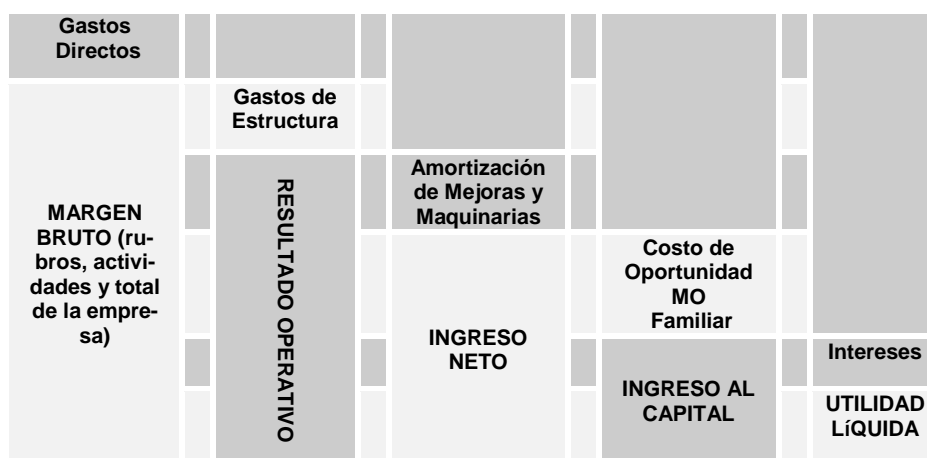 Gastos
Directos
MARGEN
BRUTO (ru-
bros, activi-
dades y total
de la empre-
sa)
Gastos de
Estructura
RESULTADO OPERATIVO
Amortización
de Mejoras y
Maquinarias
INGRESO
NETO
Costo de
Oportunidad
MO
Familiar
INGRESO AL
CAPITAL
Intereses
UTILIDAD
LíQUIDA